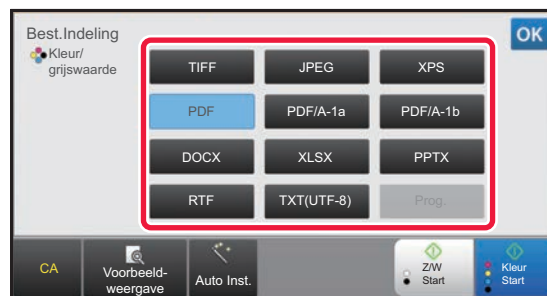 Best.Indeling
OK
Kleur/
grijswaarde
TIFF
JPEG
XPS
PDF
PDF/A-1a
PDF/A-1b
DOCX
XLSX
PPTX
RTF
TXT(UTF-8)
Prog.
CA
Voorbeeld-
weergave
Auto Inst.
Z/W
Start
Kleur
Start